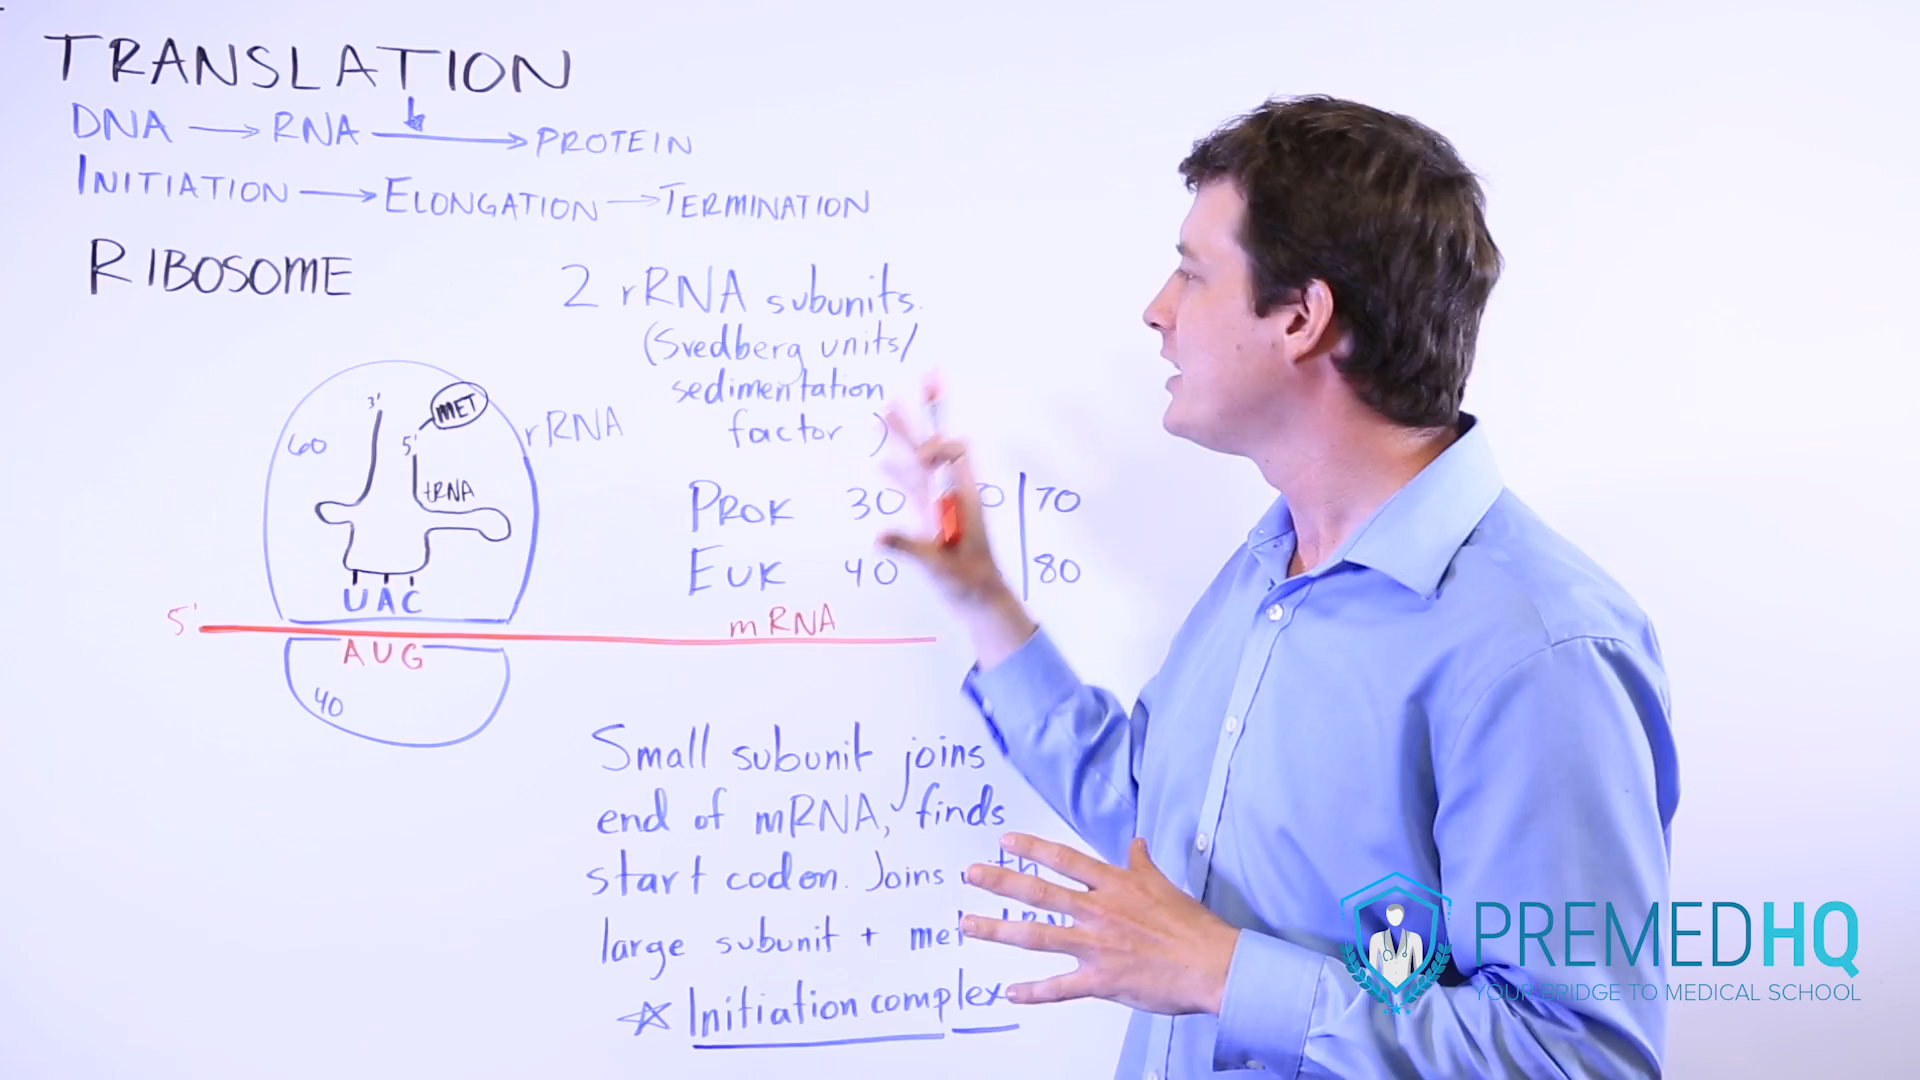 TRANSLATION
DNA → RNA → PROTEIN
INITIATION → ELONGATION → TERMINATION
RIBOSOME
2 rRNA subunits.
(Svedberg units/
sedimentation
factor )
3'
MET
60
5'
rRNA
tRNA
PROK 30 70
EUK 40 80
UAC
5'
mRNA
AUG
40
Small subunit joins
end of mRNA, finds
start codon. Joins with
large subunit + met
☆ Initiation complex
PREMEDHQ
YOUR BRIDGE TO MEDICAL SCHOOL